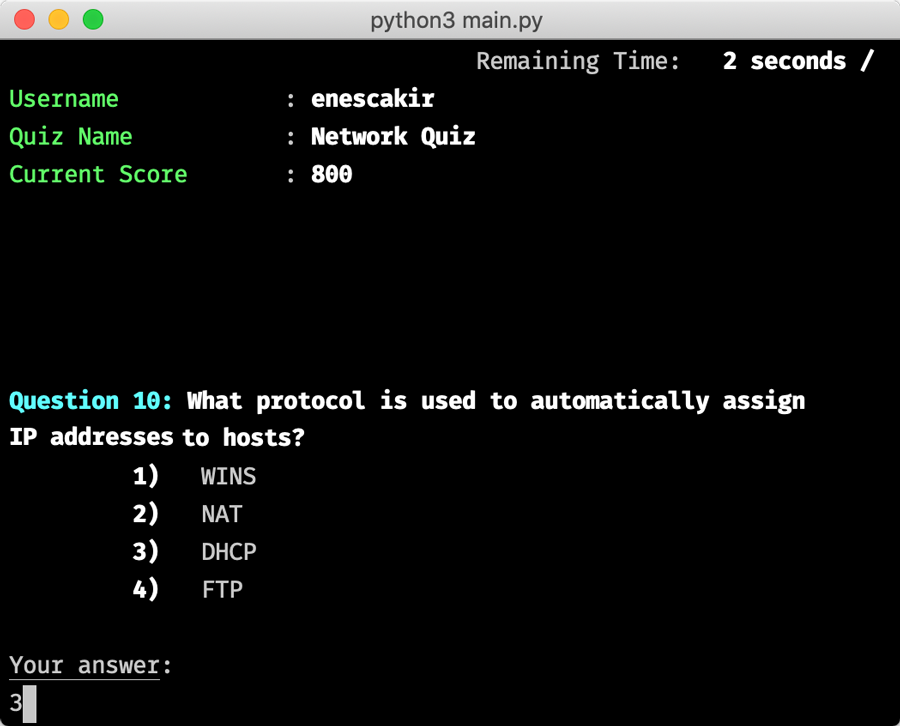 python3 main.py
Remaining Time: 2 seconds /
Username : enescakir
Quiz Name : Network Quiz
Current Score : 800
Question 10: What protocol is used to automatically assign
IP addresses to hosts?
1) WINS
2) NAT
3) DHCP
4) FTP
Your answer:
3